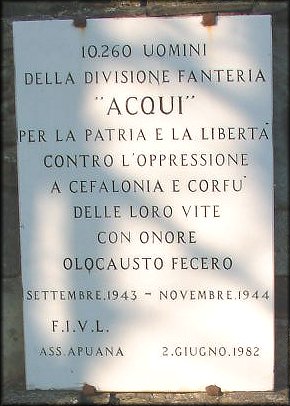 10.260 UOMINI
DELLA DIVISIONE FANTERIA
"ACQUI"
PER LA PATRIA E LA LIBERTA'
CONTRO L'OPPRESSIONE
A CEFALONIA E CORFU'
DELLE LORO VITE
CON ONORE
OLOCAUSTO FECERO
SETTEMBRE.1943 ~ NOVEMBRE.1944
F.I.V.L.
ASS.APUANA 2.GIUGNO.1982